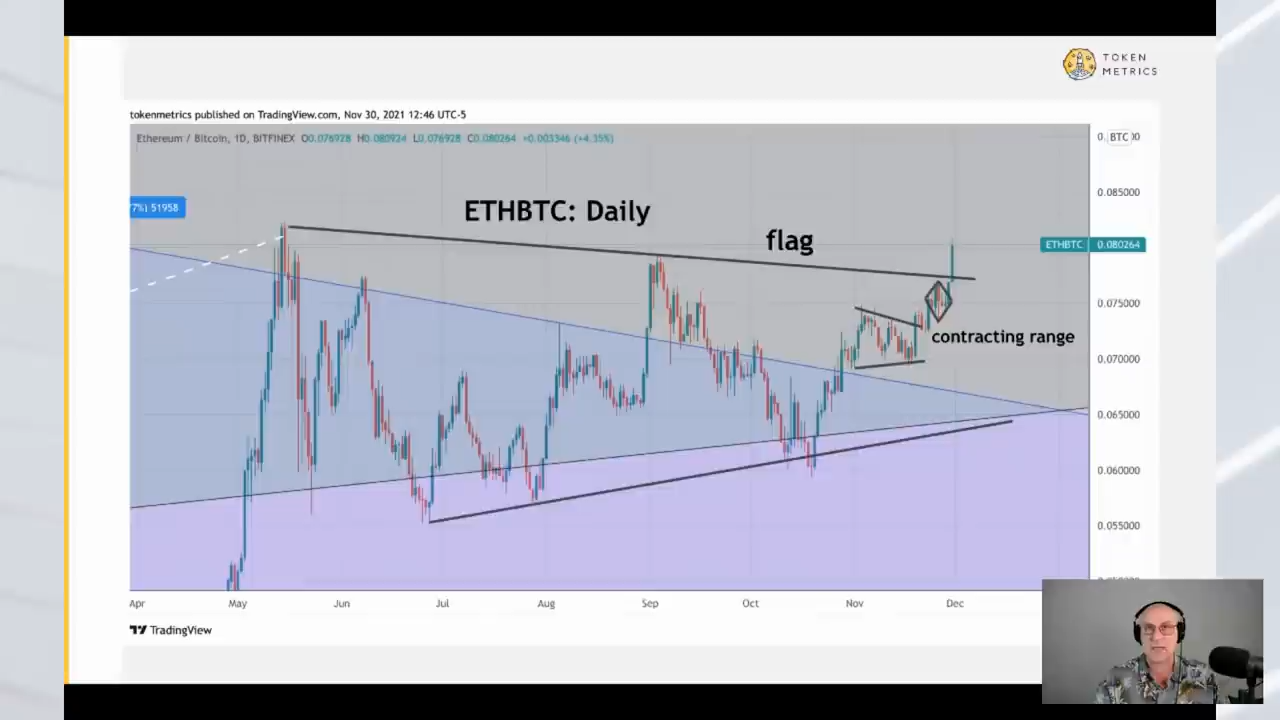 TOKEN
METRICS
tokenmetrics published on TradingView.com, Nov 30, 2021 12:46 UTC-5
Ethereum / Bitcoin, 1D, BITFINEX O0.076928 H0.080924 L0.076928 C0.080264 +0.003346 (+4.35%)
BTC
0.085000
7%) 51958
ETHBTC: Daily
flag
ETHBTC 0.080264
0.075000
contracting range
0.070000
0.065000
0.060000
0.055000
Apr May Jun Jul Aug Sep Oct Nov Dec
TradingView